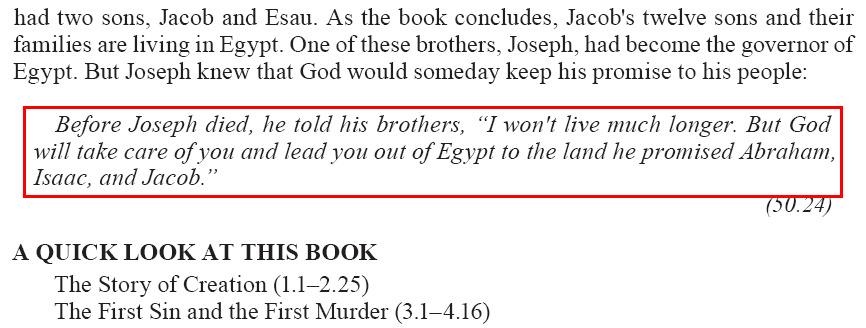 had two sons, Jacob and Esau. As the book concludes, Jacob's twelve sons and their
families are living in Egypt. One of these brothers, Joseph, had become the governor of
Egypt. But Joseph knew that God would someday keep his promise to his people:
Before Joseph died, he told his brothers, “I won't live much longer. But God
will take care of you and lead you out of Egypt to the land he promised Abraham,
Isaac, and Jacob.”
(50.24)
A QUICK LOOK AT THIS BOOK
The Story of Creation (1.1–2.25)
The First Sin and the First Murder (3.1–4.16)